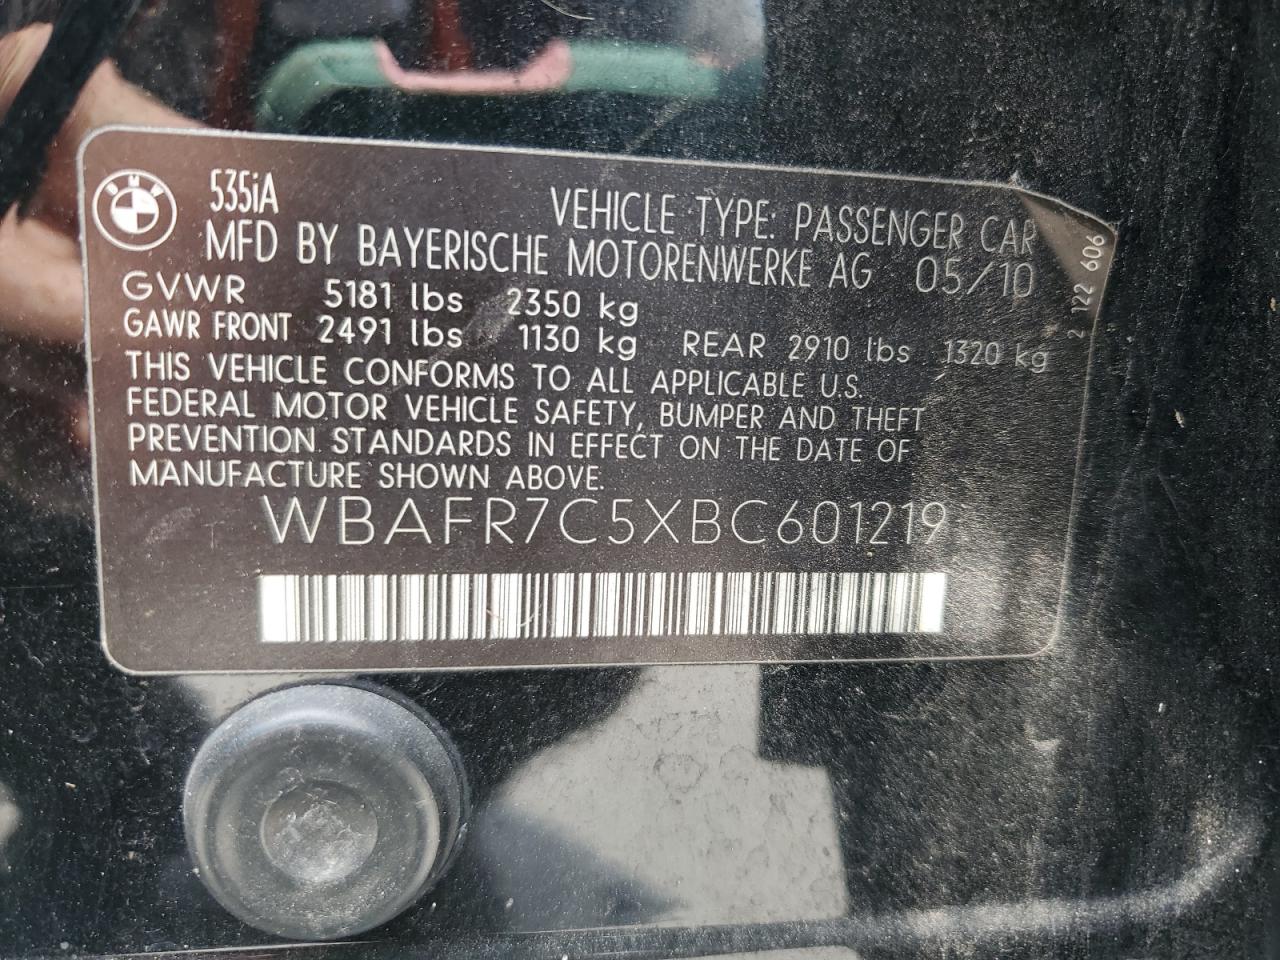 BMW
535iA
VEHICLE TYPE: PASSENGER CAR
MFD BY BAYERISCHE MOTORENWERKE AG 05/10
GVWR 5181 lbs 2350 kg
GAWR FRONT 2491 lbs 1130 kg REAR 2910 lbs 1320 kg
THIS VEHICLE CONFORMS TO ALL APPLICABLE U.S.
FEDERAL MOTOR VEHICLE SAFETY, BUMPER AND THEFT
PREVENTION STANDARDS IN EFFECT ON THE DATE OF
MANUFACTURE SHOWN ABOVE.
WBAFR7C5XBC601219
2 122 606